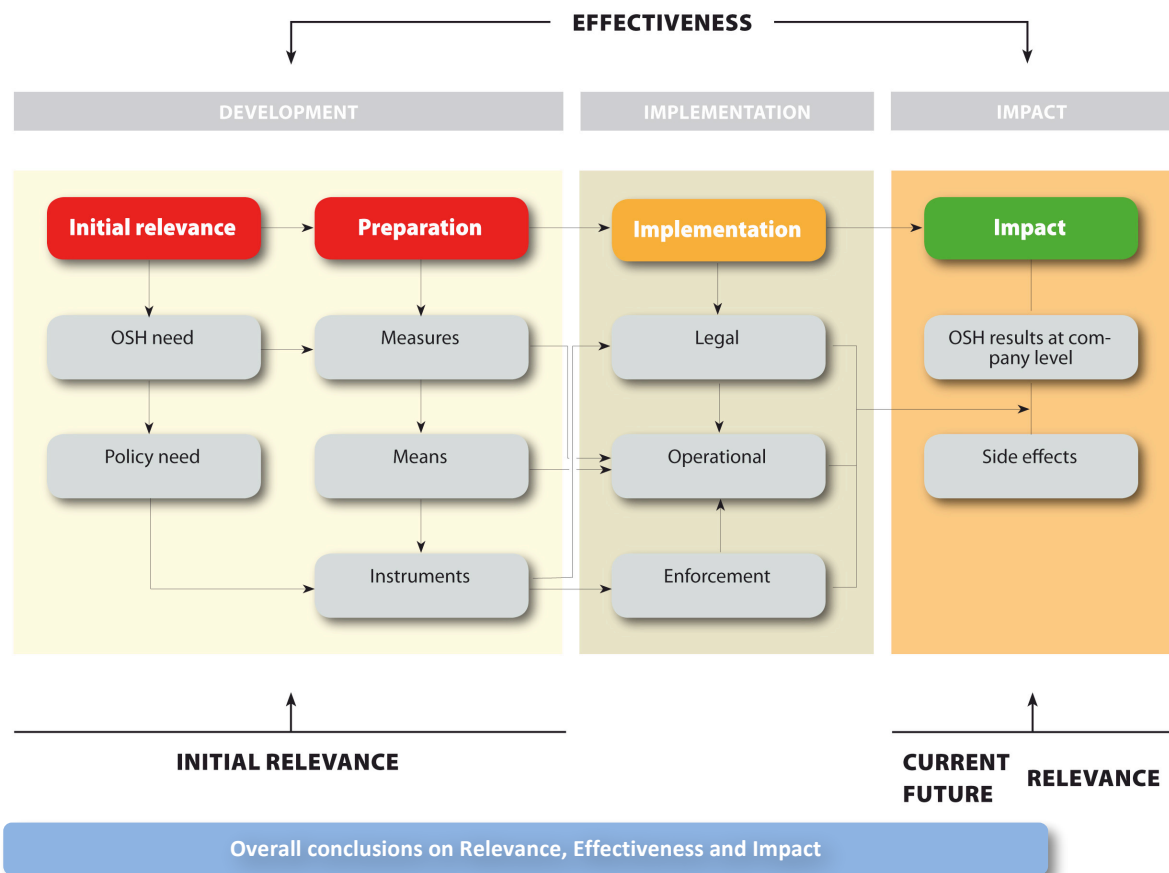 EFFECTIVENESS
DEVELOPMENT
IMPLEMENTATION
IMPACT
Initial relevance
Preparation
Implementation
Impact
OSH need
Measures
Legal
OSH results at com-
pany level
Policy need
Means
Operational
Side effects
Instruments
Enforcement
INITIAL RELEVANCE
CURRENT
FUTURE
RELEVANCE
Overall conclusions on Relevance, Effectiveness and Impact